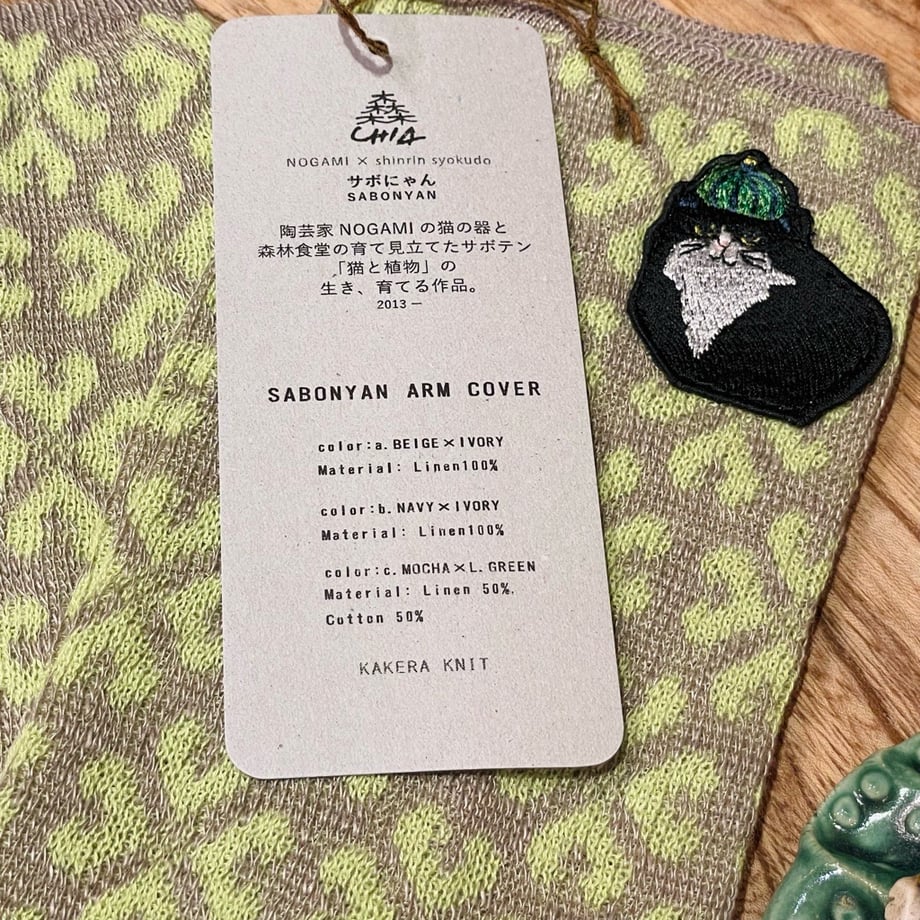 森
CHIA
NOGAMI × shinrin syokudo
サボにゃん
SABONYAN
陶芸家 NOGAMI の猫の器と
森林食堂の育て見立てたサボテン
「猫と植物」の
生き、育てる作品。
2013 ―
SABONYAN ARM COVER
color:a. BEIGE×IVORY
Material: Linen100%
color:b. NAVY×IVORY
Material: Linen100%
color:c. MOCHA×L. GREEN
Material: Linen 50%.
Cotton 50%
KAKERA KNIT